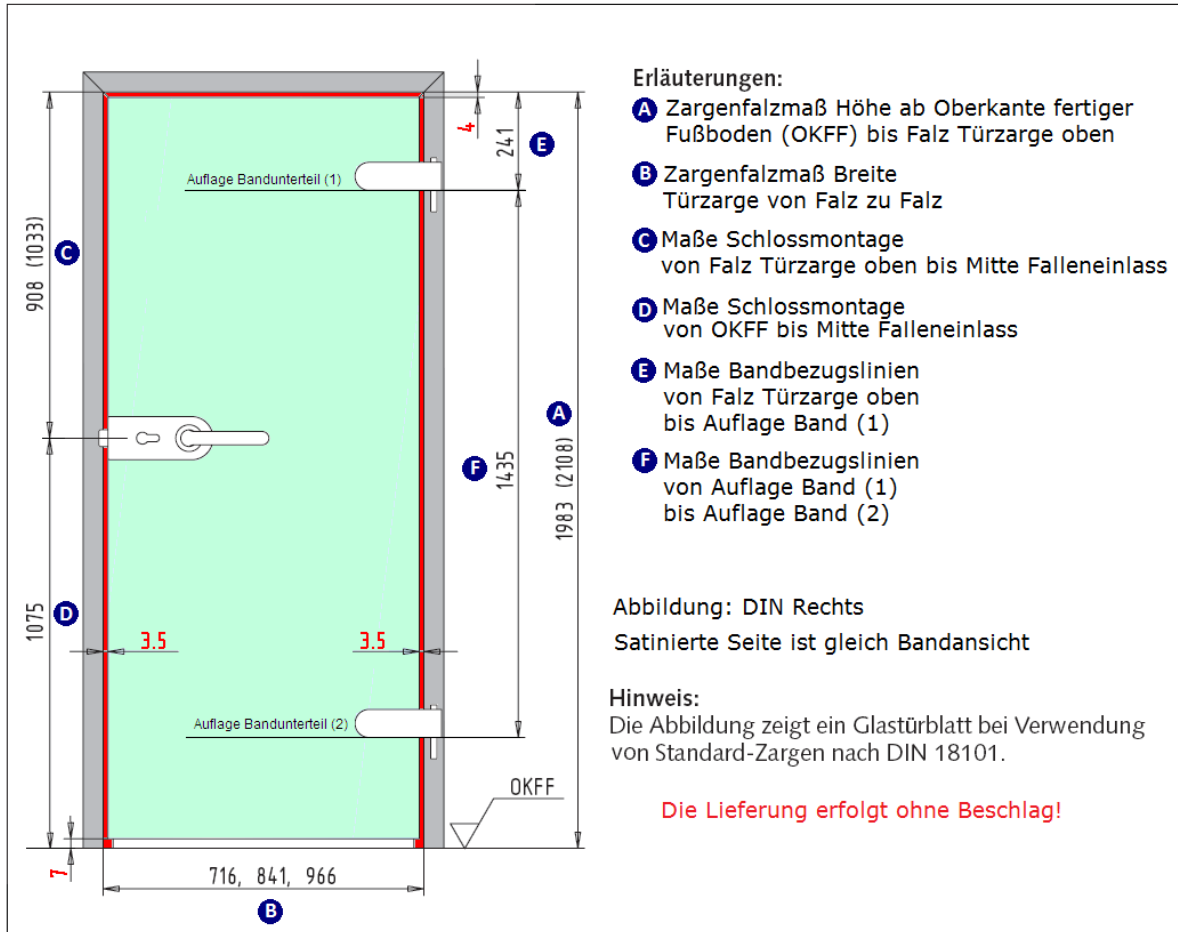 4
241
E
Auflage Bandunterteil (1)
908 (1033)
C
A
1983 (2108)
F
1435
1075
D
3.5
3.5
Auflage Bandunterteil (2)
OKFF
7
716, 841, 966
B
Erläuterungen:
A Zargenfalzmaß Höhe ab Oberkante fertiger
Fußboden (OKFF) bis Falz Türzarge oben
B Zargenfalzmaß Breite
Türzarge von Falz zu Falz
C Maße Schlossmontage
von Falz Türzarge oben bis Mitte Falleneinlass
D Maße Schlossmontage
von OKFF bis Mitte Falleneinlass
E Maße Bandbezugslinien
von Falz Türzarge oben
bis Auflage Band (1)
F Maße Bandbezugslinien
von Auflage Band (1)
bis Auflage Band (2)
Abbildung: DIN Rechts
Satinierte Seite ist gleich Bandansicht
Hinweis:
Die Abbildung zeigt ein Glastürblatt bei Verwendung
von Standard-Zargen nach DIN 18101.
Die Lieferung erfolgt ohne Beschlag!